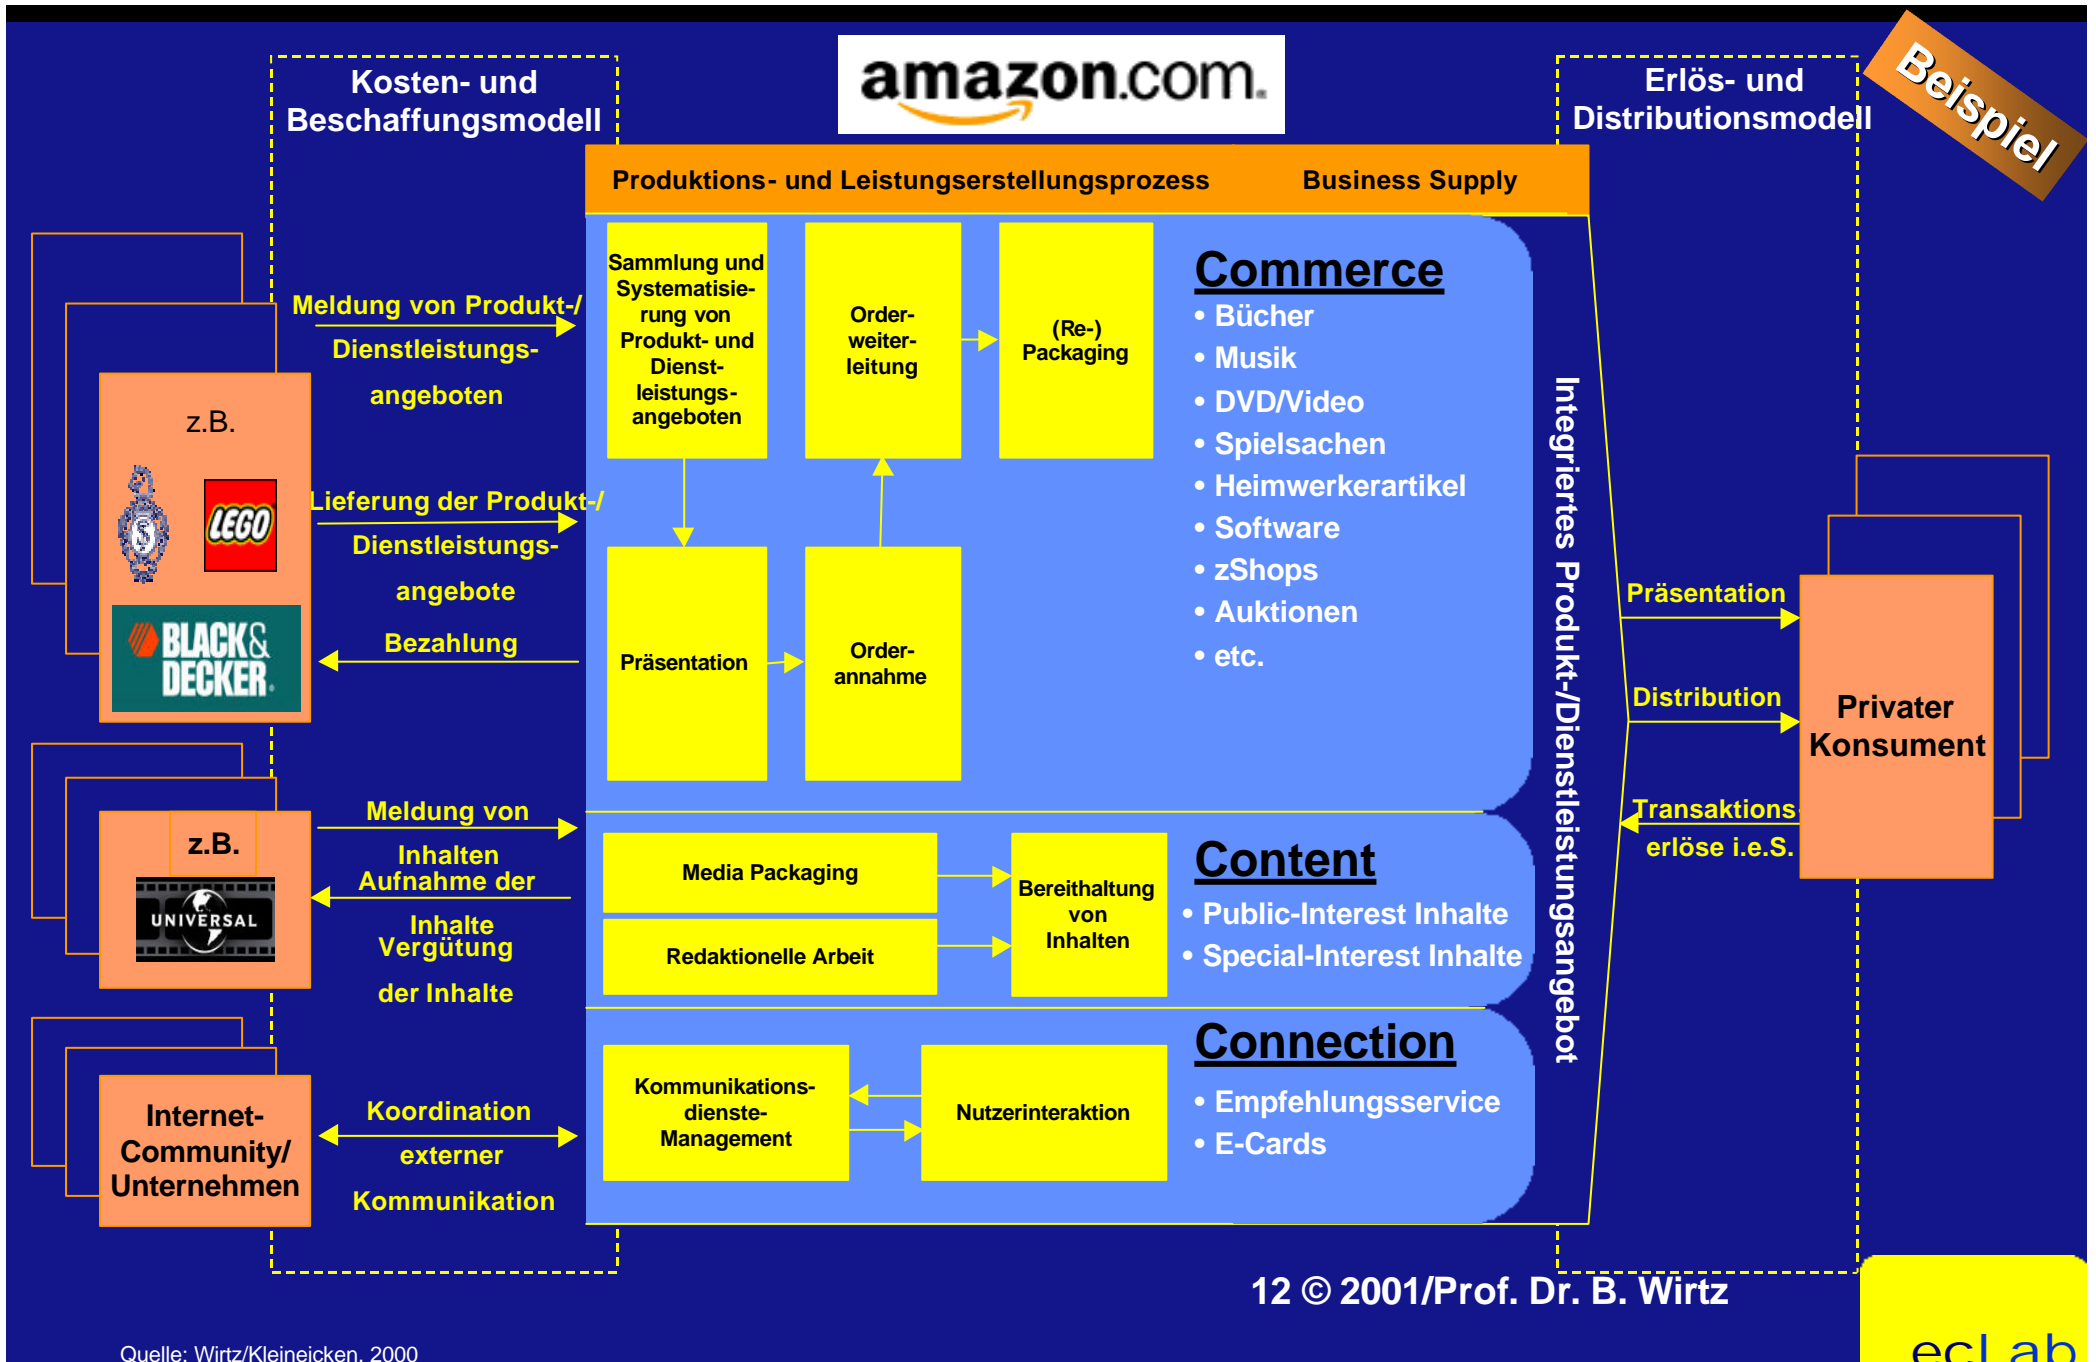 Kosten- und
Beschaffungsmodell
amazon.com.
Erlös- und
Distributionsmodell
Beispiel
Produktions- und Leistungserstellungsprozess
Business Supply
Meldung von Produkt-/
Dienstleistungs-
angeboten
z.B.
S
LEGO
BLACK&
DECKER
Lieferung der Produkt-/
Dienstleistungs-
angebote
Bezahlung
Sammlung und
Systematisie-
rung von
Produkt- und
Dienst-
leistungs-
angeboten
Order-
weiter-
leitung
(Re-)
Packaging
Präsentation
Order-
annahme
Commerce
• Bücher
• Musik
• DVD/Video
• Spielsachen
• Heimwerkerartikel
• Software
• zShops
• Auktionen
• etc.
Integriertes Produkt-/Dienstleistungsangebot
Präsentation
Distribution
Transaktions-
erlöse i.e.S.
Privater
Konsument
z.B.
UNIVERSAL
Meldung von
Inhalten
Aufnahme der
Inhalte
Vergütung
der Inhalte
Media Packaging
Redaktionelle Arbeit
Bereithaltung
von
Inhalten
Content
• Public-Interest Inhalte
• Special-Interest Inhalte
Internet-
Community/
Unternehmen
Koordination
externer
Kommunikation
Kommunikations-
dienste-
Management
Nutzerinteraktion
Connection
• Empfehlungsservice
• E-Cards
12 © 2001/Prof. Dr. B. Wirtz
Quelle: Wirtz/Kleineicken, 2000
ecLab